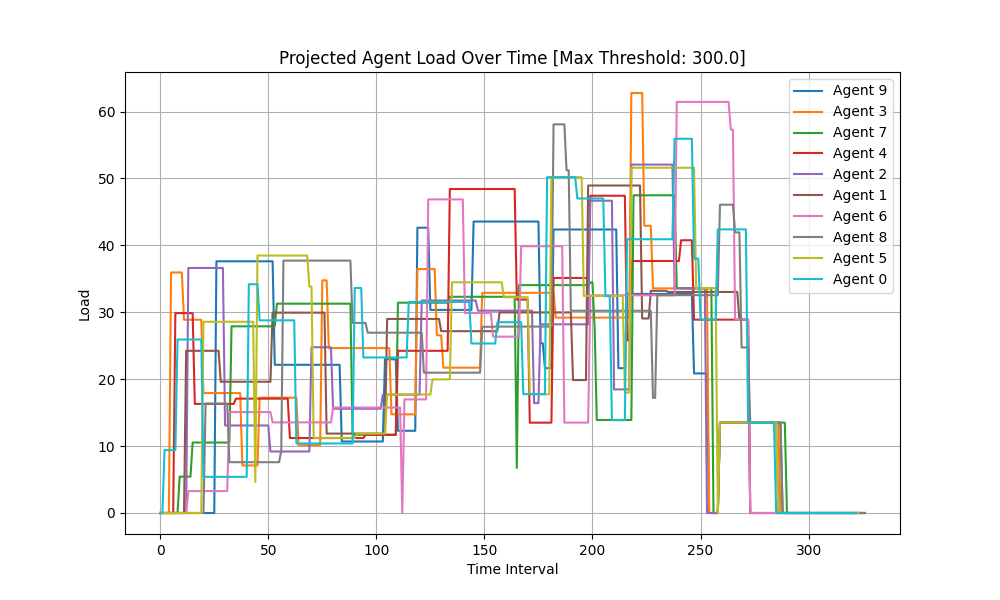 Projected Agent Load Over Time [Max Threshold: 300.0]
Load
60
50
40
30
20
10
0
0 50 100 150 200 250 300
Time Interval
Agent 9
Agent 3
Agent 7
Agent 4
Agent 2
Agent 1
Agent 6
Agent 8
Agent 5
Agent 0